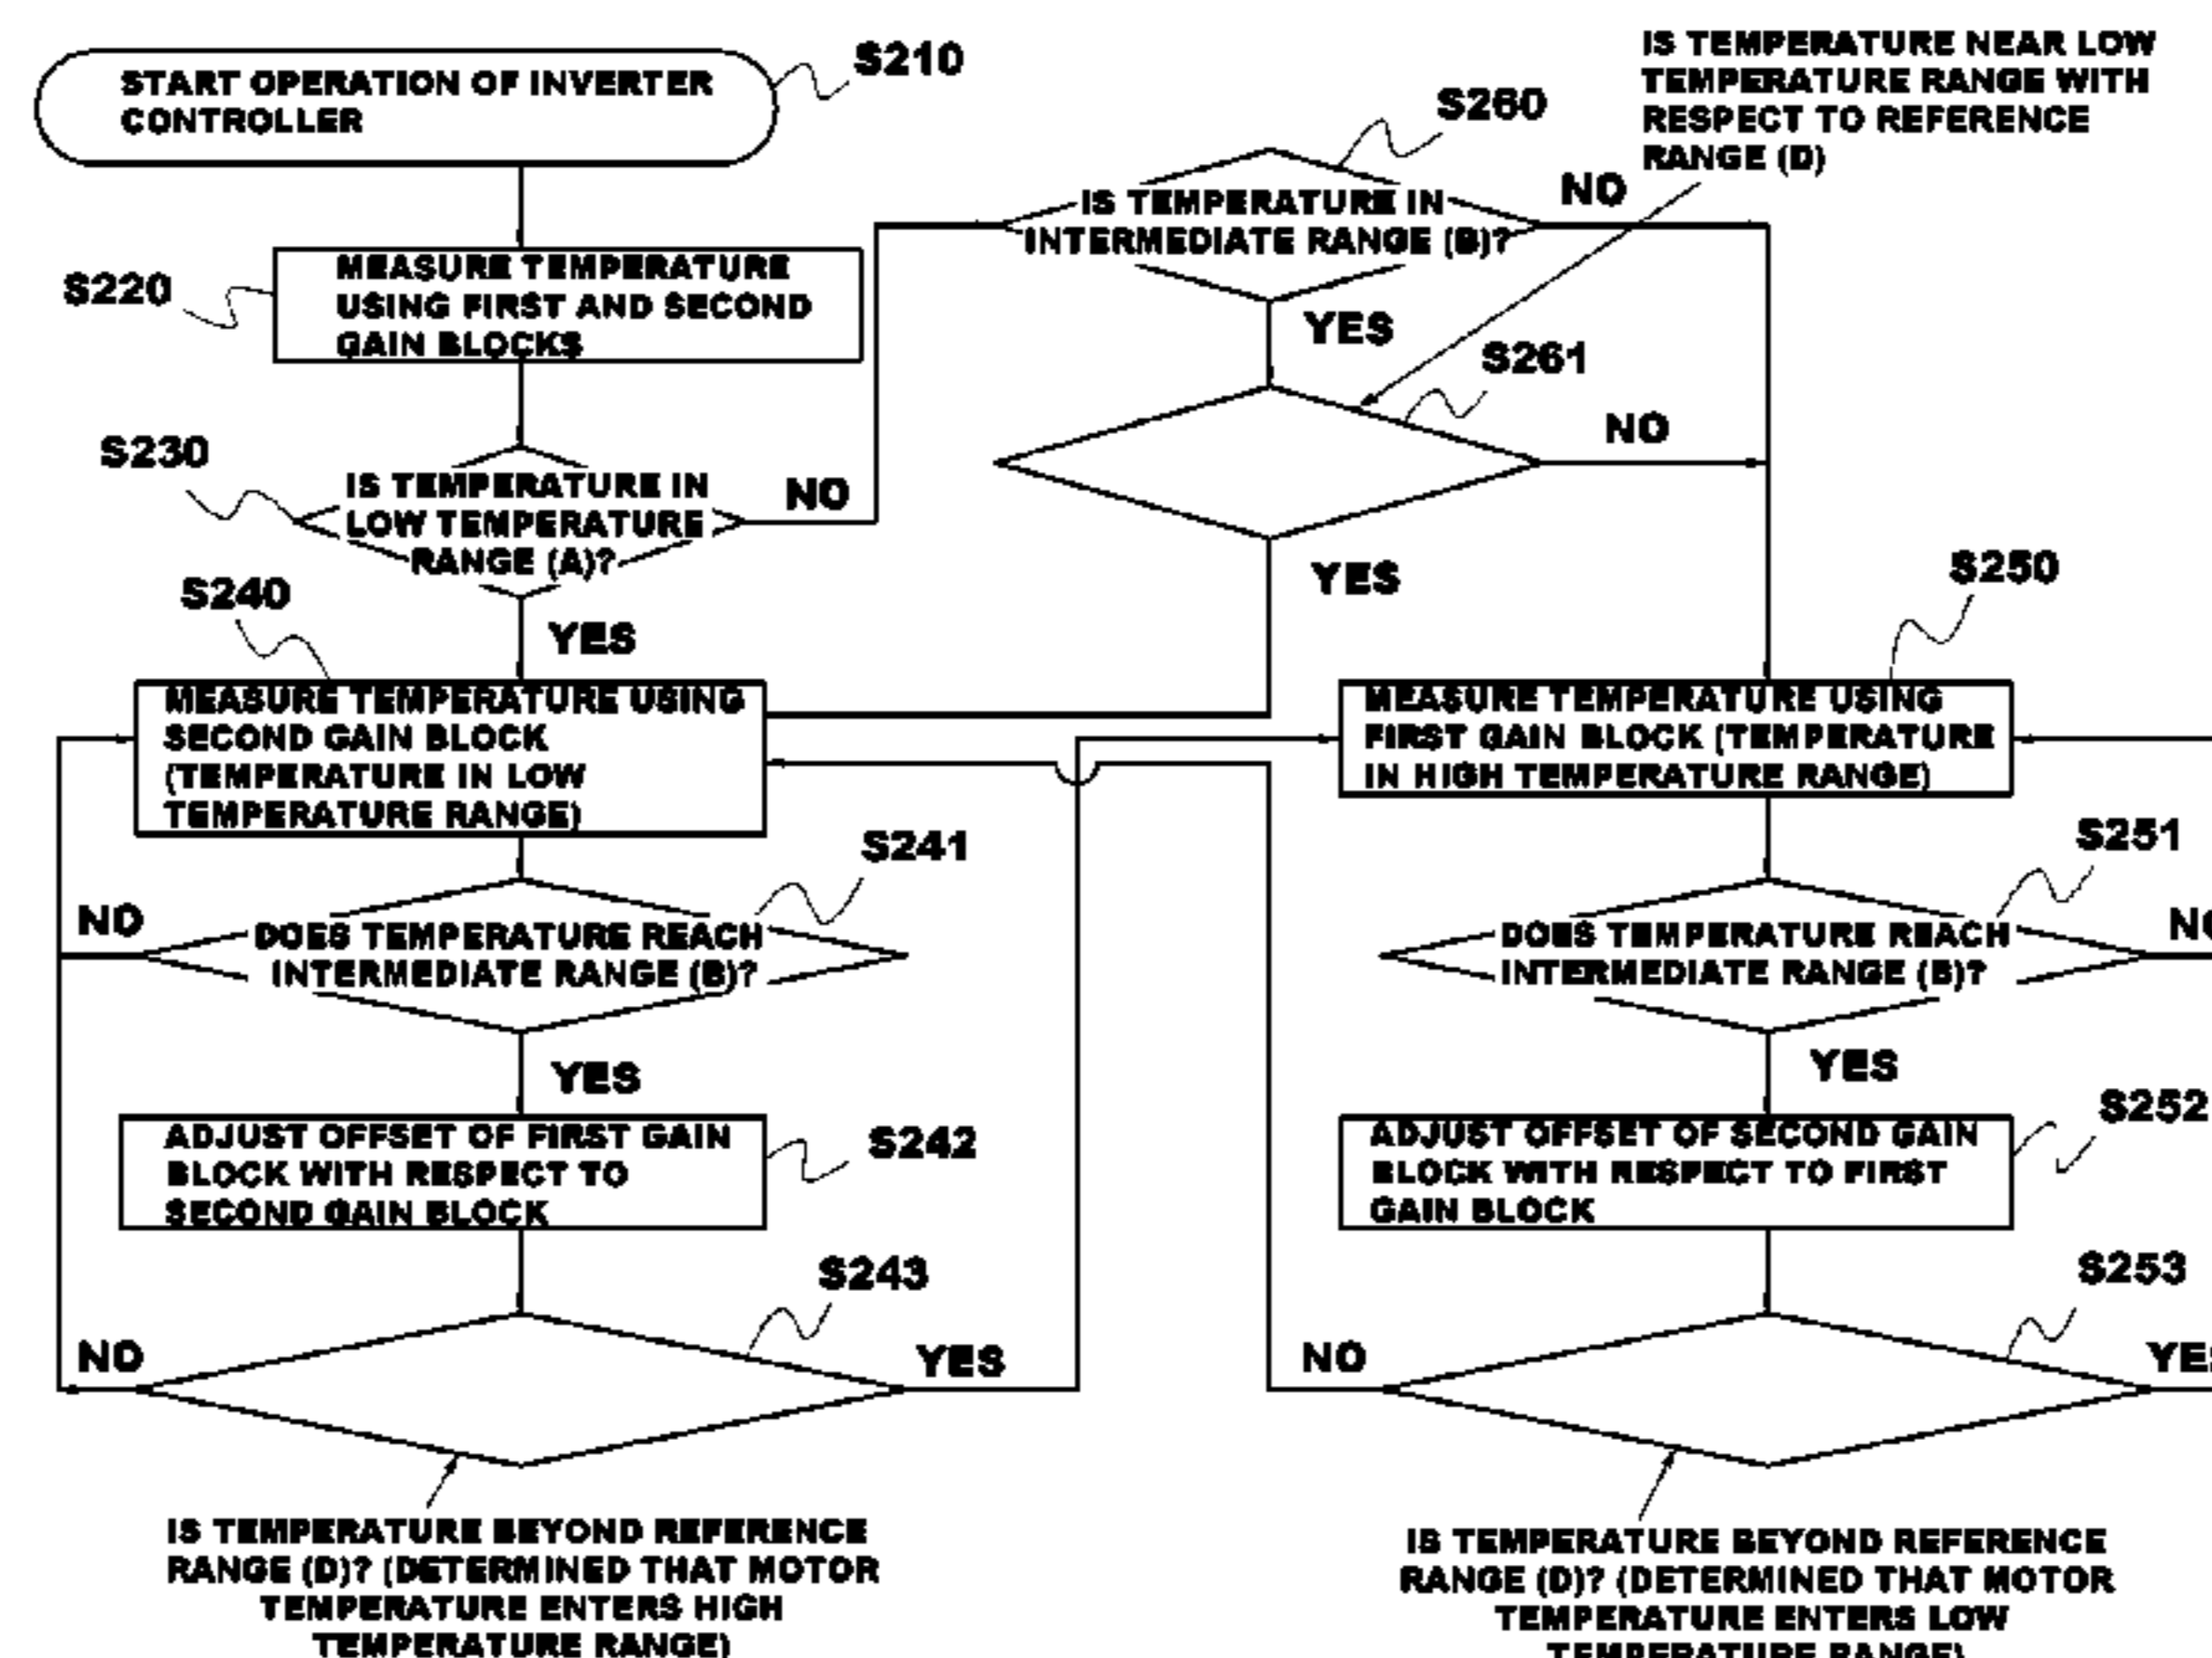 START OPERATION OF INVERTER
CONTROLLER
S210
MEASURE TEMPERATURE
USING FIRST AND SECOND
GAIN BLOCKS
S220
S230
IS TEMPERATURE IN
LOW TEMPERATURE
RANGE (A)?
NO
YES
S260
IS TEMPERATURE IN
INTERMEDIATE RANGE (B)?
NO
YES
IS TEMPERATURE NEAR LOW
TEMPERATURE RANGE WITH
RESPECT TO REFERENCE
RANGE (D)
S261
NO
YES
S240
MEASURE TEMPERATURE USING
SECOND GAIN BLOCK
(TEMPERATURE IN LOW
TEMPERATURE RANGE)
S241
NO
DOES TEMPERATURE REACH
INTERMEDIATE RANGE (B)?
YES
ADJUST OFFSET OF FIRST GAIN
BLOCK WITH RESPECT TO
SECOND GAIN BLOCK
S242
S243
NO
YES
IS TEMPERATURE BEYOND REFERENCE
RANGE (D)? (DETERMINED THAT MOTOR
TEMPERATURE ENTERS HIGH
TEMPERATURE RANGE)
S250
MEASURE TEMPERATURE USING
FIRST GAIN BLOCK (TEMPERATURE
IN HIGH TEMPERATURE RANGE)
S251
DOES TEMPERATURE REACH
INTERMEDIATE RANGE (B)?
NO
YES
S252
ADJUST OFFSET OF SECOND GAIN
BLOCK WITH RESPECT TO FIRST
GAIN BLOCK
S253
NO
YES
IS TEMPERATURE BEYOND REFERENCE
RANGE (D)? (DETERMINED THAT MOTOR
TEMPERATURE ENTERS LOW
TEMPERATURE RANGE)